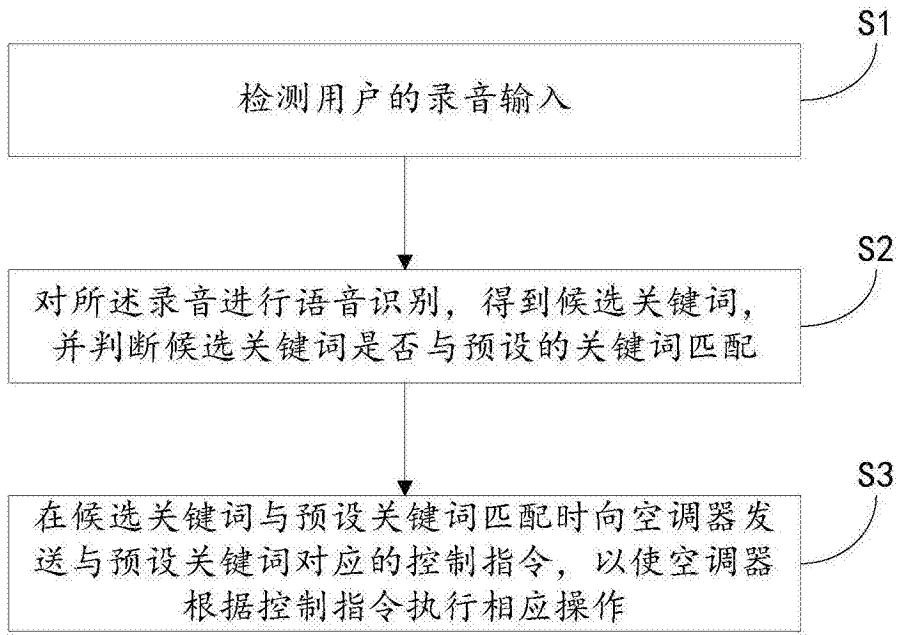 S1
检测用户的录音输入
S2
对所述录音进行语音识别，得到候选关键词，
并判断候选关键词是否与预设的关键词匹配
S3
在候选关键词与预设关键词匹配时向空调器发
送与预设关键词对应的控制指令，以使空调器
根据控制指令执行相应操作